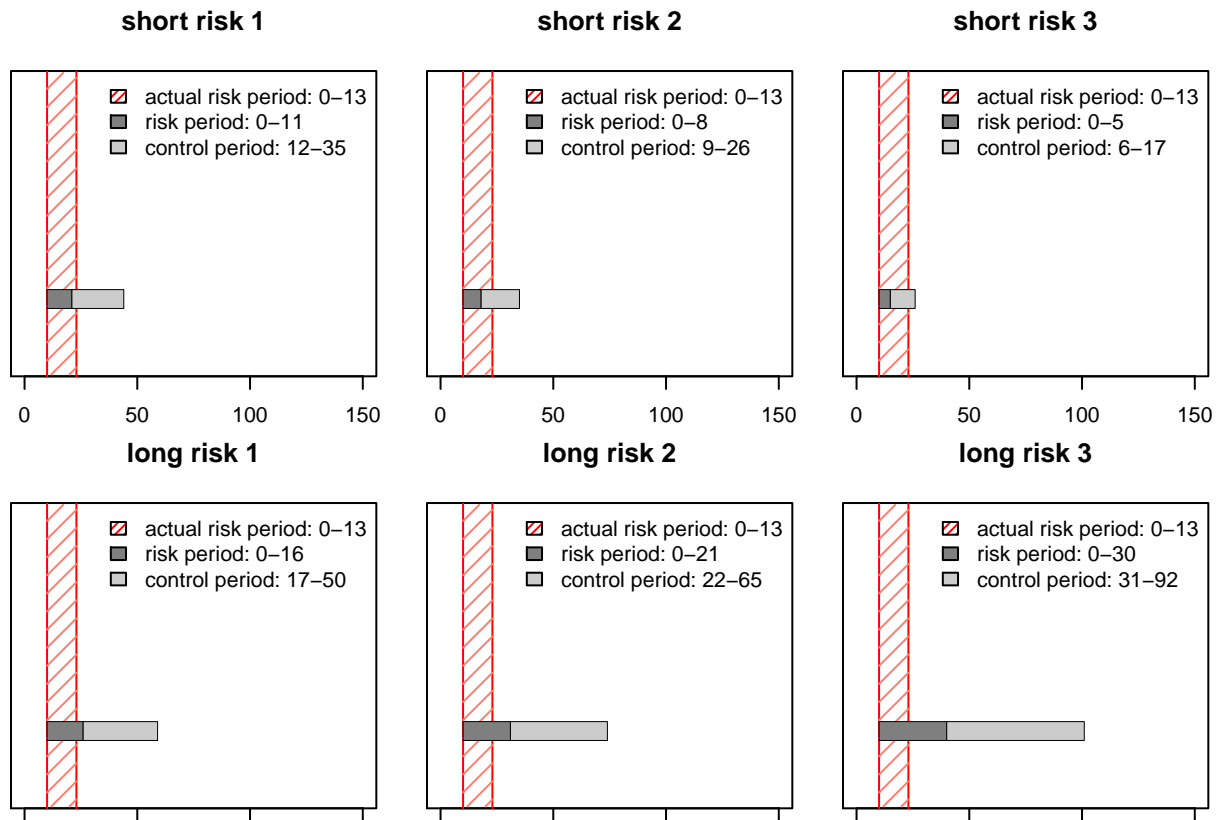 short risk 1
actual risk period: 0−13
risk period: 0−11
control period: 12−35
0 50 100 150
short risk 2
actual risk period: 0−13
risk period: 0−8
control period: 9−26
0 50 100 150
short risk 3
actual risk period: 0−13
risk period: 0−5
control period: 6−17
0 50 100 150
long risk 1
actual risk period: 0−13
risk period: 0−16
control period: 17−50
long risk 2
actual risk period: 0−13
risk period: 0−21
control period: 22−65
long risk 3
actual risk period: 0−13
risk period: 0−30
control period: 31−92